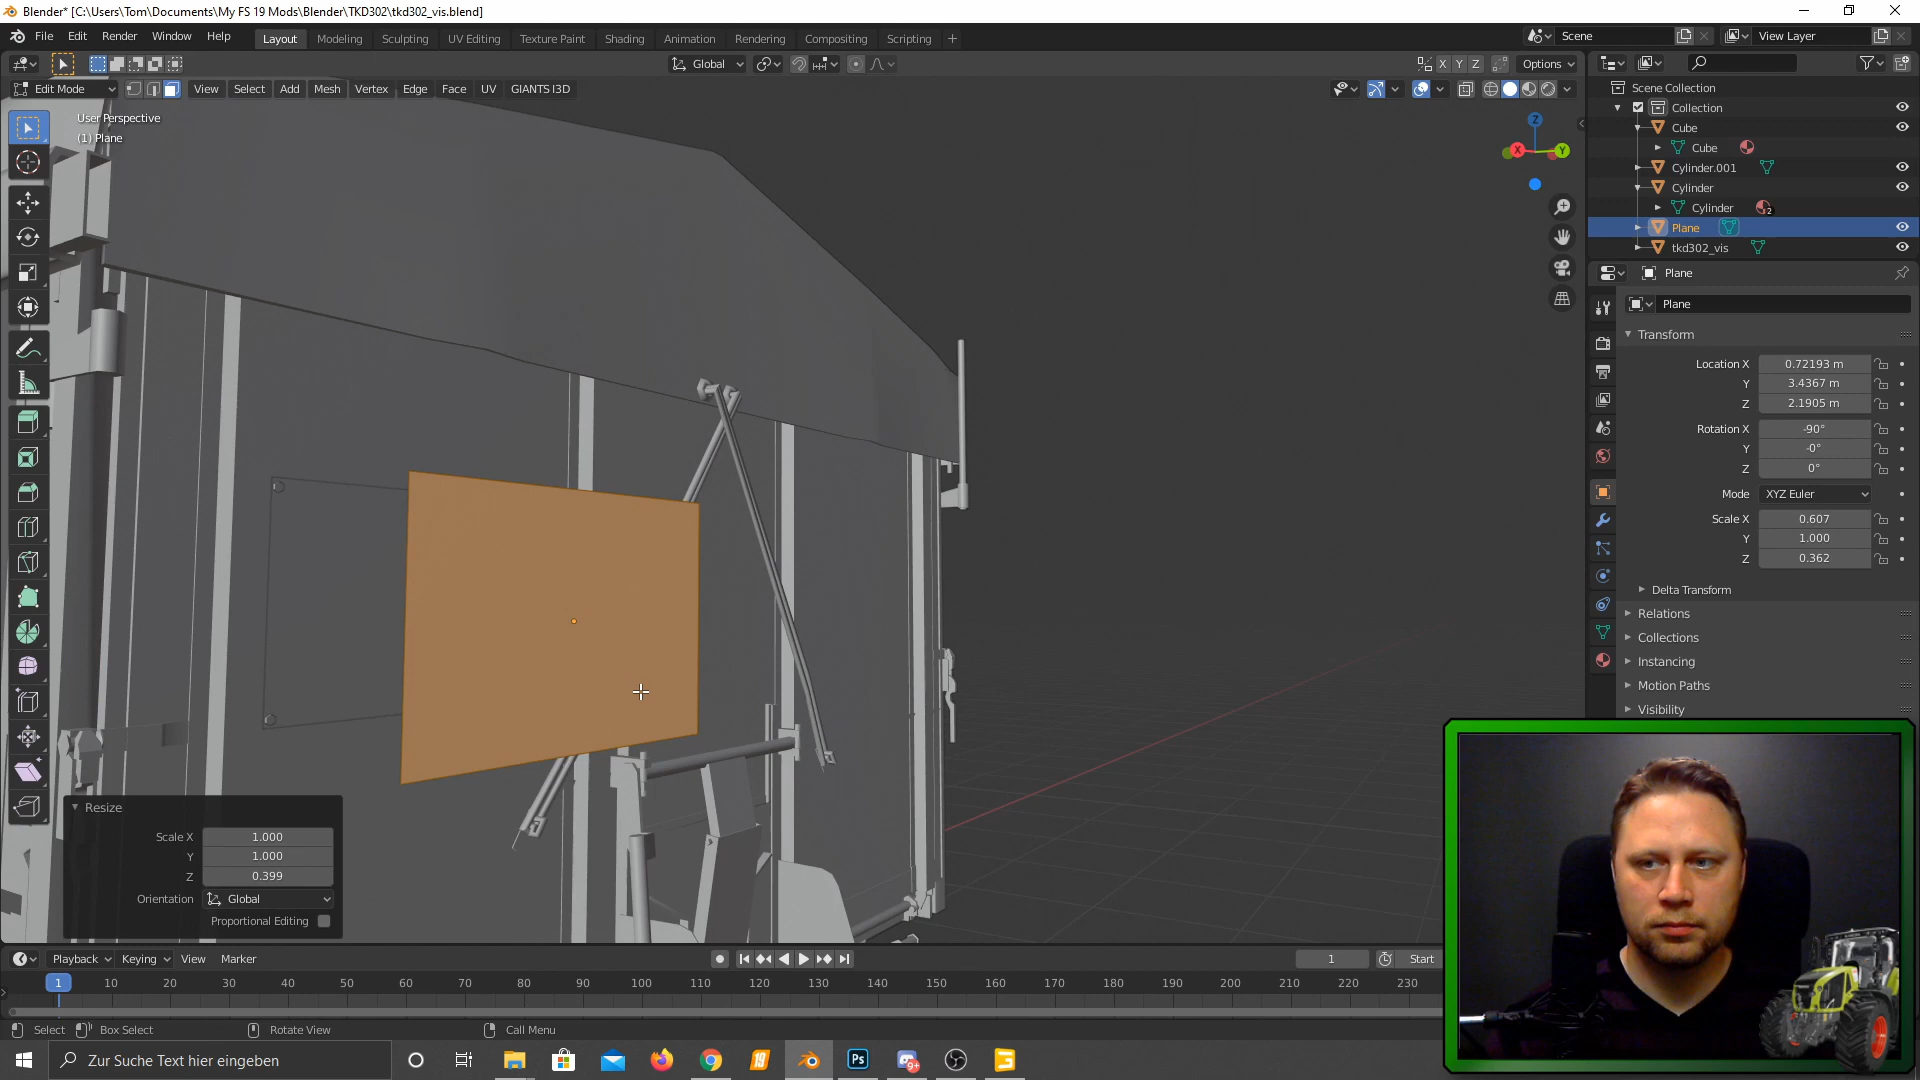 Blender* [C:\Users\Tom\Documents\My FS 19 Mods\Blender\TKD302\tkd302_vis.blend]
File Edit Render Window Help
Layout Modeling Sculpting UV Editing Texture Paint Shading Animation Rendering Compositing Scripting +
Scene
View Layer
Global
X Y Z
Options
Edit Mode
View Select Add Mesh Vertex Edge Face UV GIANTS I3D
User Perspective
(1) Plane
Z
X
Y
Scene Collection
Collection
Cube
Cube
Cylinder.001
Cylinder
Cylinder
2
Plane
tkd302_vis
Plane
Plane
Transform
Location X 0.72193 m
Y 3.4367 m
Z 2.1905 m
Rotation X -90°
Y -0°
Z 0°
Mode XYZ Euler
Scale X 0.607
Y 1.000
Z 0.362
Delta Transform
Relations
Collections
Instancing
Motion Paths
Visibility
Resize
Scale X 1.000
Y 1.000
Z 0.399
Orientation Global
Proportional Editing
Playback Keying View Marker
1
Start
1 10 20 30 40 50 60 70 80 90 100 110 120 130 140 150 160 170 180 190 200 210 220 230
Select Box Select Rotate View Call Menu
Zur Suche Text hier eingeben
19
Ps
9+